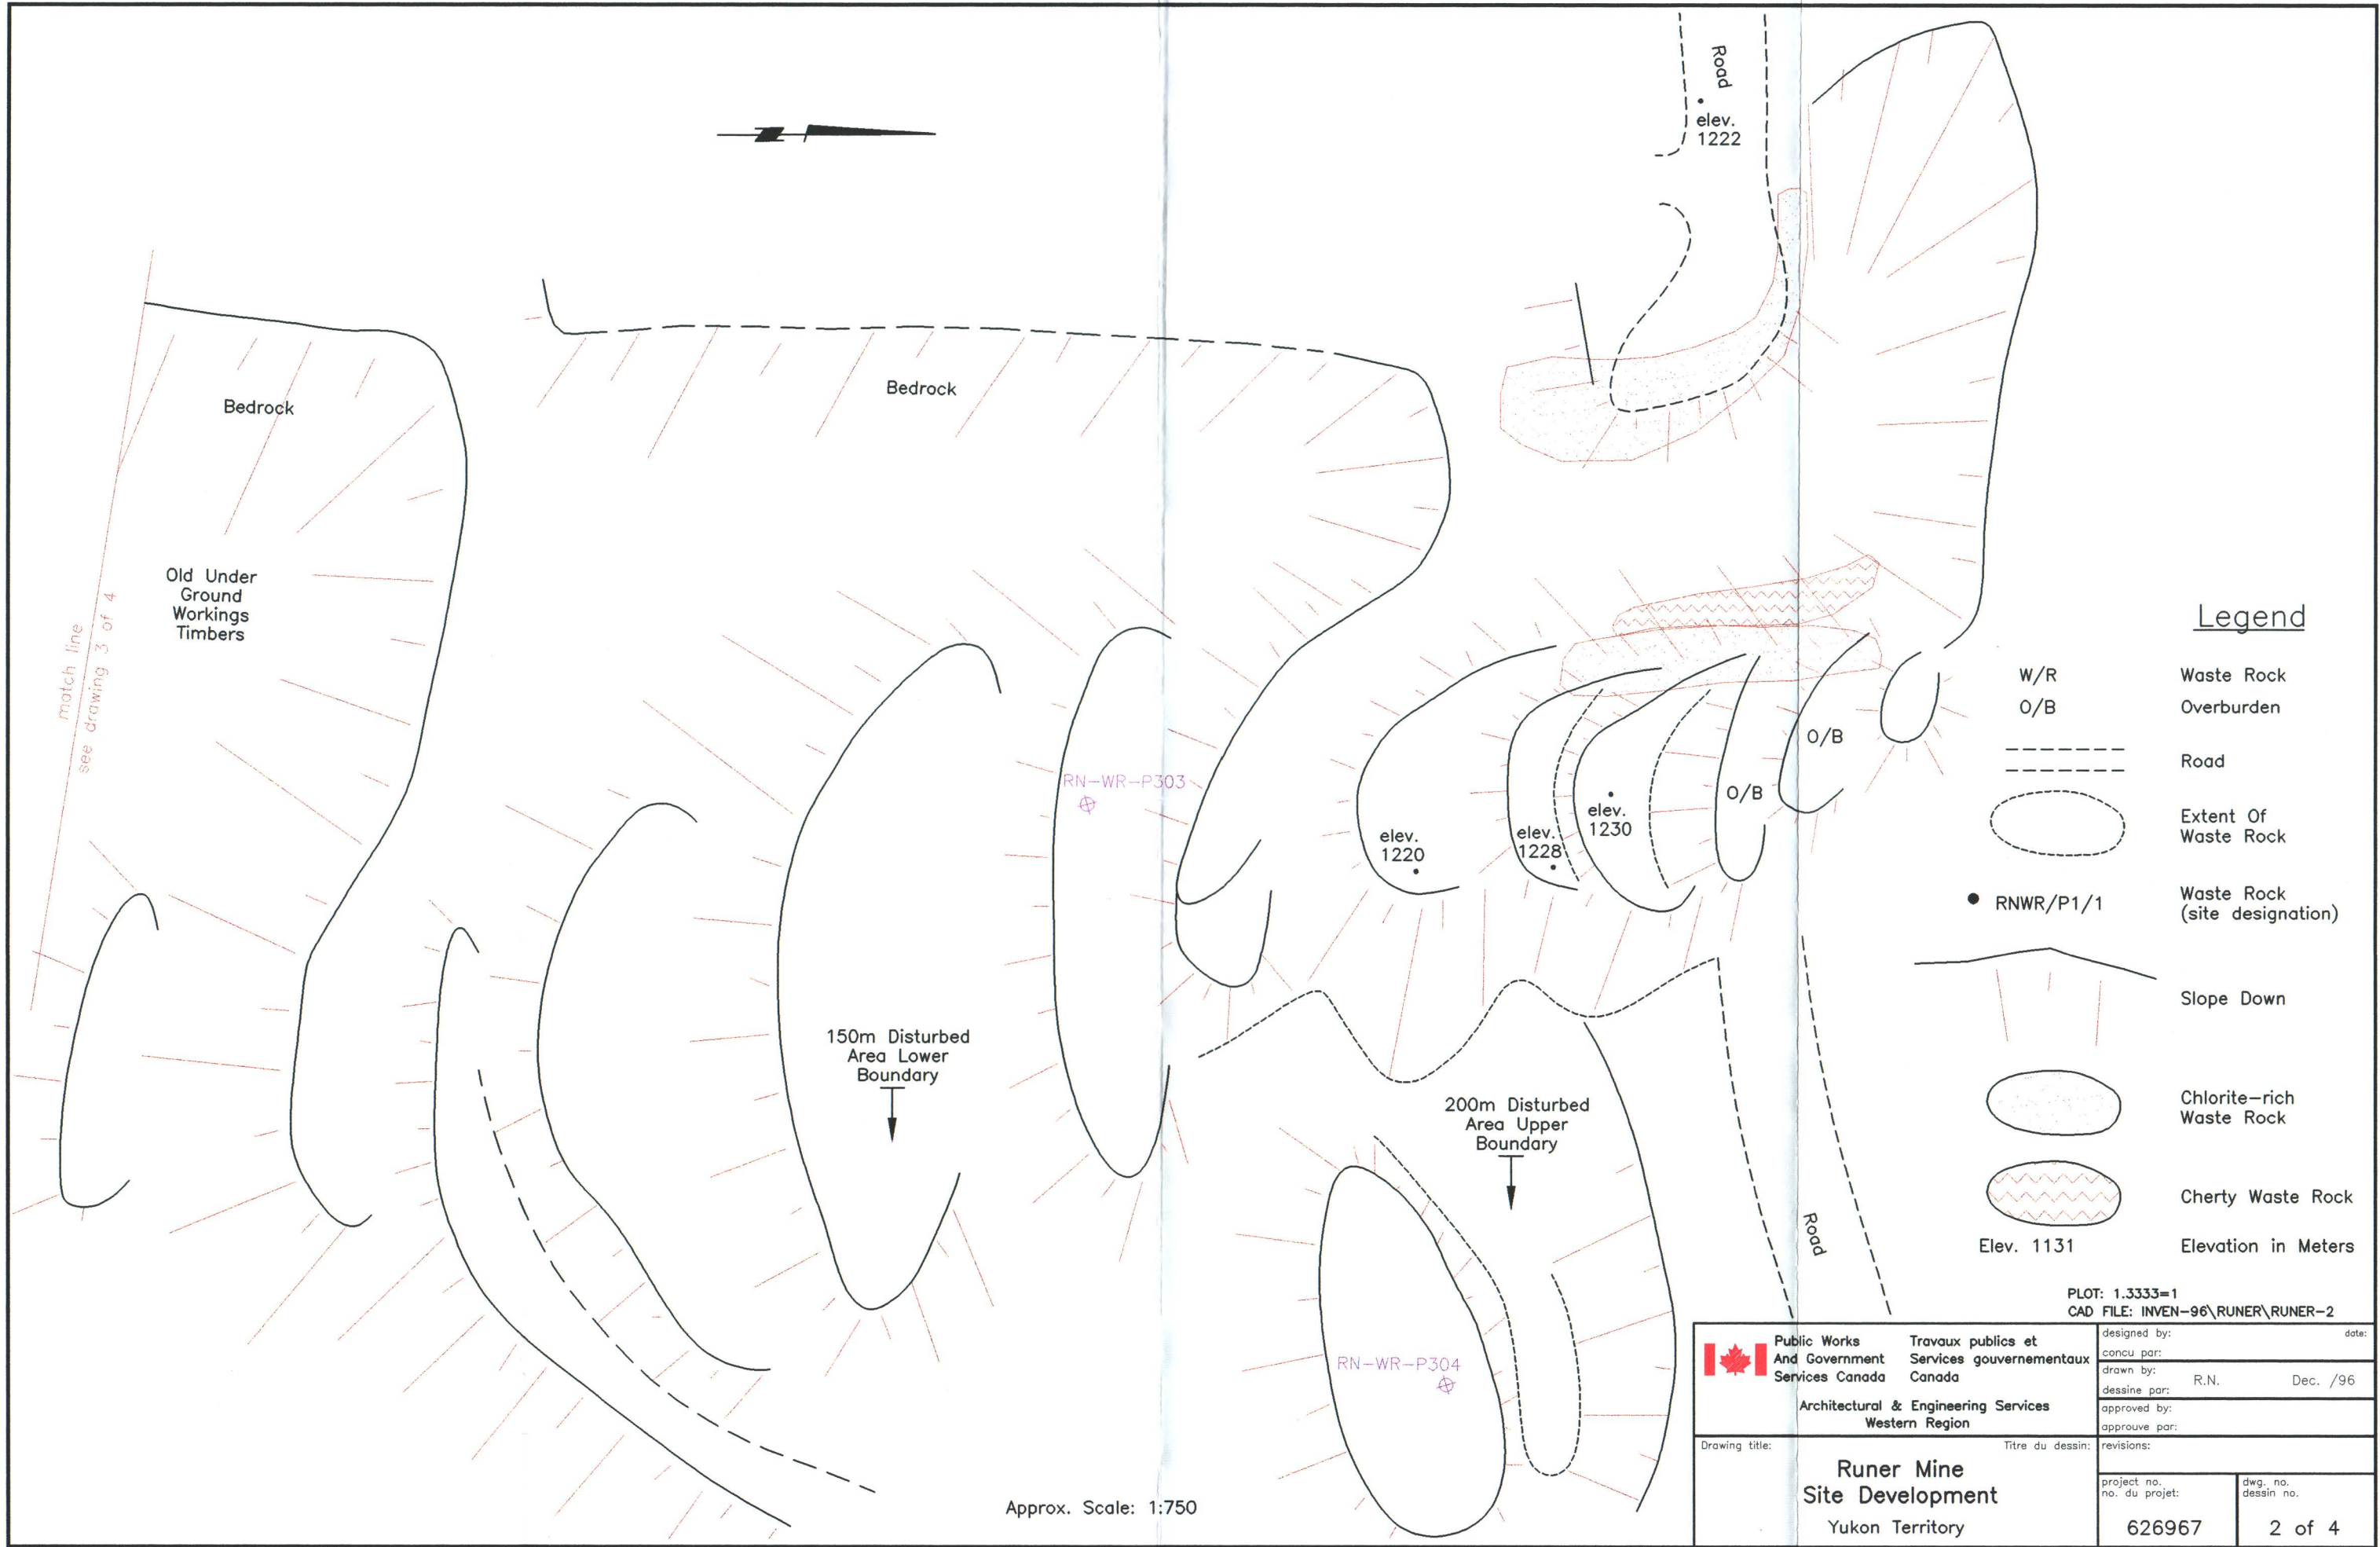 Road
elev.
1222
N
Bedrock
Bedrock
Old Under
Ground
Workings
Timbers
match line
see drawing 3 of 4
RN-WR-P303
elev.
1220
elev.
1228
elev.
1230
O/B
O/B
150m Disturbed
Area Lower
Boundary
200m Disturbed
Area Upper
Boundary
Road
RN-WR-P304
Approx. Scale: 1:750
Legend
W/R Waste Rock
O/B Overburden
Road
Extent Of
Waste Rock
RNWR/P1/1 Waste Rock
(site designation)
Slope Down
Chlorite-rich
Waste Rock
Cherty Waste Rock
Elev. 1131 Elevation in Meters
PLOT: 1.3333=1
CAD FILE: INVEN-96\RUNER\RUNER-2
Public Works Travaux publics et
And Government Services gouvernementaux
Services Canada Canada
Architectural & Engineering Services
Western Region
designed by: date:
concu par:
drawn by:
dessine par: R.N. Dec. /96
approved by:
approuve par:
Drawing title: Titre du dessin:
Runer Mine
Site Development
Yukon Territory
revisions:
project no.
no. du projet:
626967
dwg. no.
dessin no.
2 of 4